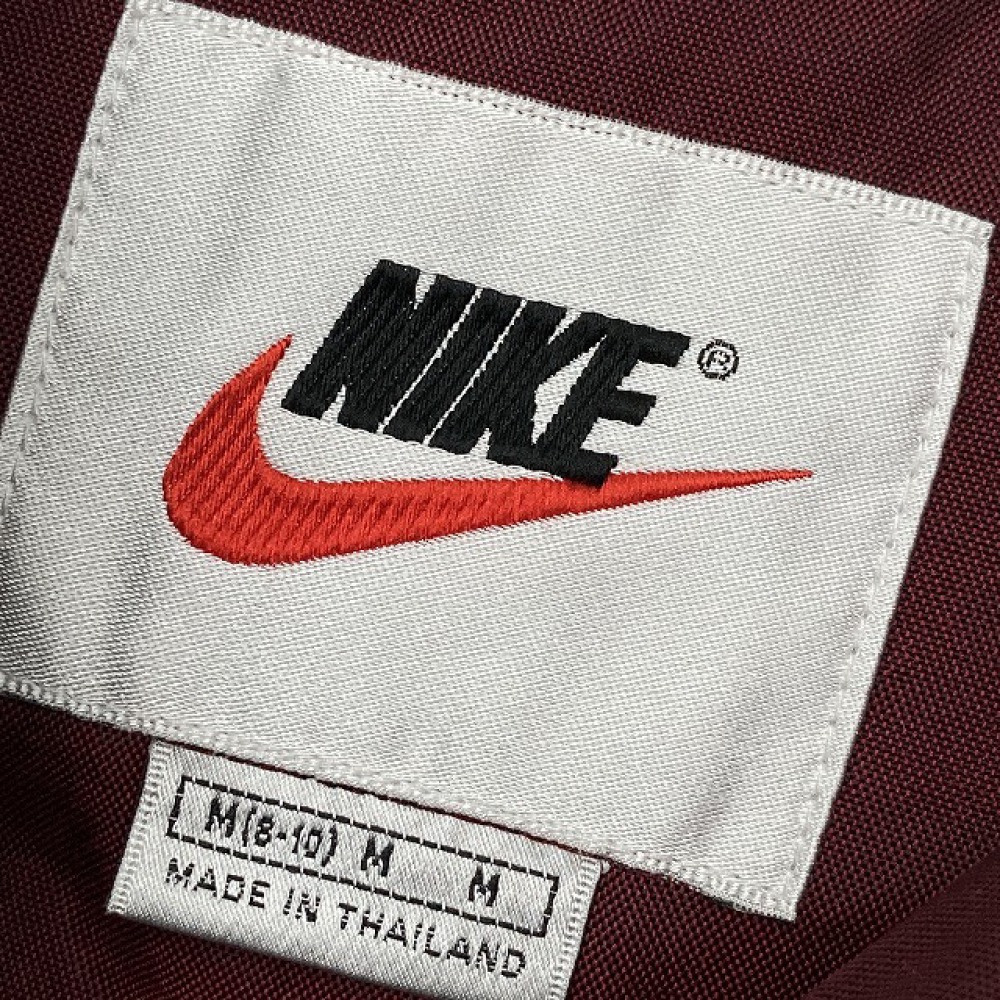 NIKE®
M(8-10) M M
MADE IN THAILAND